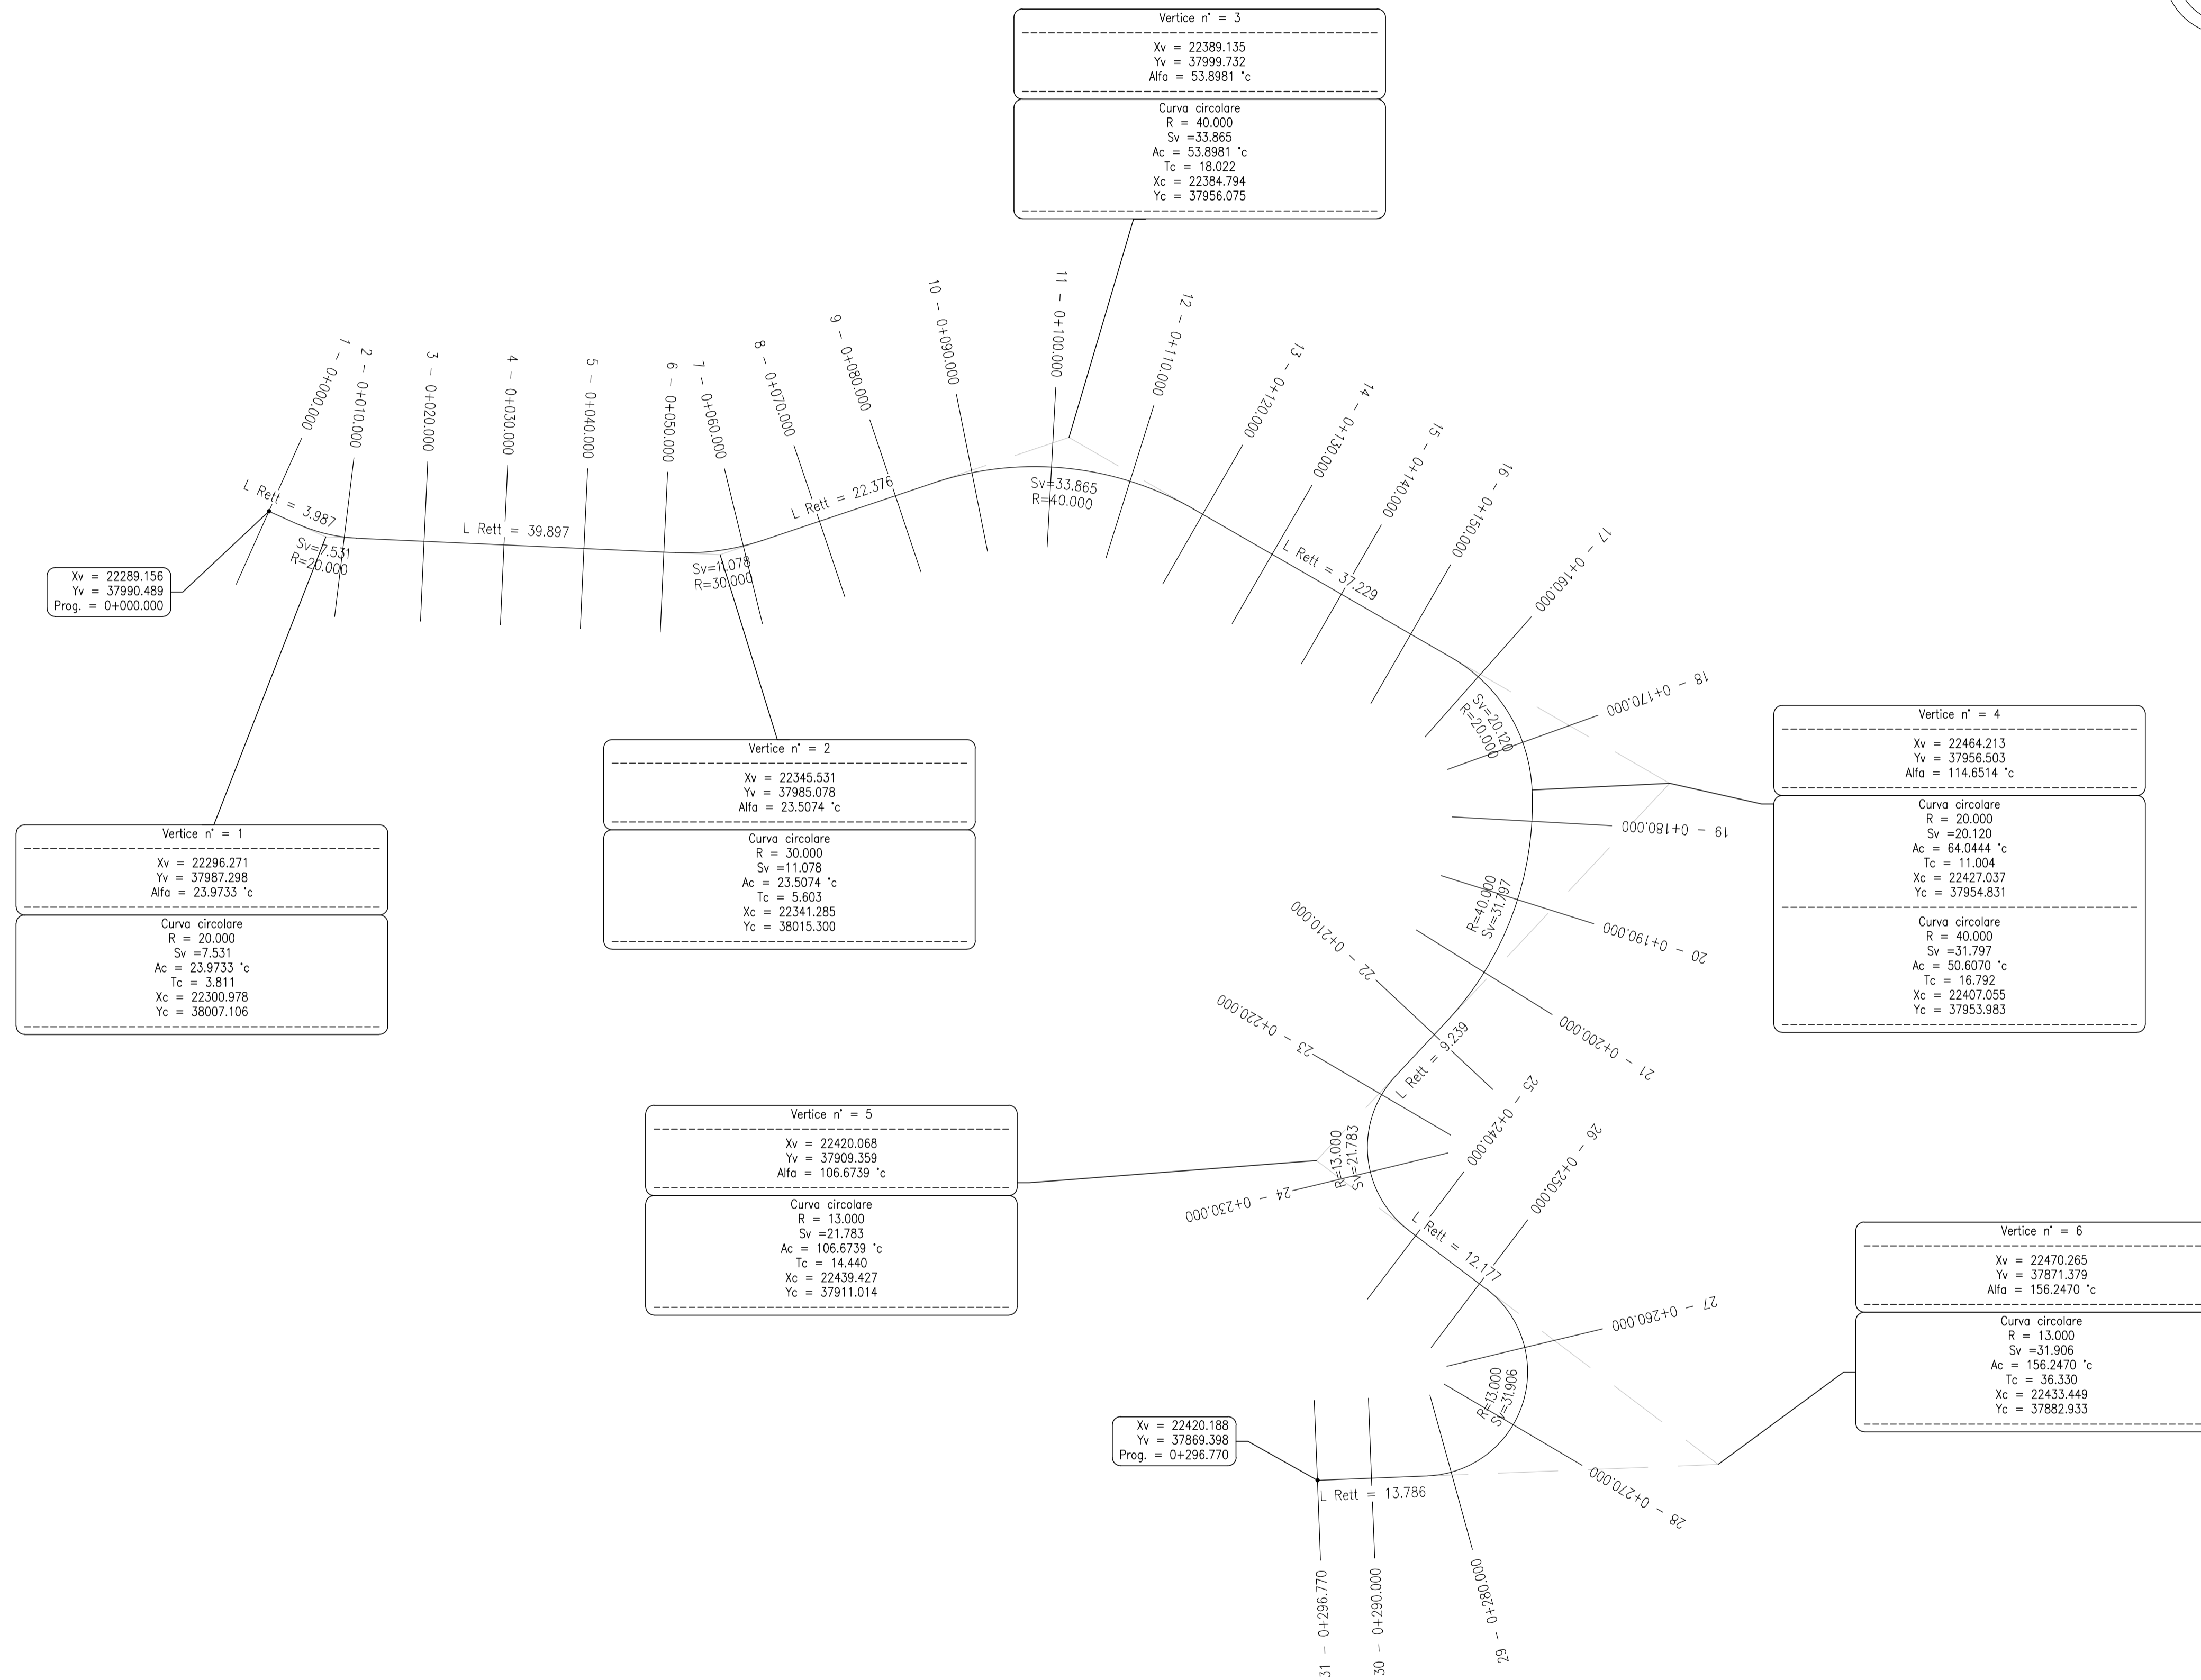 Vertice n° = 3
Xv = 22389.135
Yv = 37999.732
Alfa = 53.8981 °c
Curva circolare
R = 40.000
Sv =33.865
Ac = 53.8981 °c
Tc = 18.022
Xc = 22384.794
Yc = 37956.075
1 - 0+000.000
2 - 0+010.000
3 - 0+020.000
4 - 0+030.000
5 - 0+040.000
6 - 0+050.000
7 - 0+060.000
8 - 0+070.000
9 - 0+080.000
10 - 0+090.000
11 - 0+100.000
12 - 0+110.000
13 - 0+120.000
14 - 0+130.000
15 - 0+140.000
16 - 0+150.000
17 - 0+160.000
18 - 0+170.000
19 - 0+180.000
20 - 0+190.000
21 - 0+200.000
22 - 0+210.000
23 - 0+220.000
24 - 0+230.000
25 - 0+240.000
26 - 0+250.000
27 - 0+260.000
28 - 0+270.000
29 - 0+280.000
30 - 0+290.000
31 - 0+296.770
L Rett = 3.987
Sv=7.531
R=20.000
L Rett = 39.897
Sv=11.078
R=30.000
L Rett = 22.376
Sv=33.865
R=40.000
L Rett = 37.229
Sv=20.120
R=20.000
R=40.000
Sv=31.797
L Rett = 9.239
R=13.000
Sv=21.783
L Rett = 12.177
R=13.000
Sv=31.906
L Rett = 13.786
Xv = 22289.156
Yv = 37990.489
Prog. = 0+000.000
Vertice n° = 1
Xv = 22296.271
Yv = 37987.298
Alfa = 23.9733 °c
Curva circolare
R = 20.000
Sv =7.531
Ac = 23.9733 °c
Tc = 3.811
Xc = 22300.978
Yc = 38007.106
Vertice n° = 2
Xv = 22345.531
Yv = 37985.078
Alfa = 23.5074 °c
Curva circolare
R = 30.000
Sv =11.078
Ac = 23.5074 °c
Tc = 5.603
Xc = 22341.285
Yc = 38015.300
Vertice n° = 4
Xv = 22464.213
Yv = 37956.503
Alfa = 114.6514 °c
Curva circolare
R = 20.000
Sv =20.120
Ac = 64.0444 °c
Tc = 11.004
Xc = 22427.037
Yc = 37954.831
Curva circolare
R = 40.000
Sv =31.797
Ac = 50.6070 °c
Tc = 16.792
Xc = 22407.055
Yc = 37953.983
Vertice n° = 5
Xv = 22420.068
Yv = 37909.359
Alfa = 106.6739 °c
Curva circolare
R = 13.000
Sv =21.783
Ac = 106.6739 °c
Tc = 14.440
Xc = 22439.427
Yc = 37911.014
Vertice n° = 6
Xv = 22470.265
Yv = 37871.379
Alfa = 156.2470 °c
Curva circolare
R = 13.000
Sv =31.906
Ac = 156.2470 °c
Tc = 36.330
Xc = 22433.449
Yc = 37882.933
Xv = 22420.188
Yv = 37869.398
Prog. = 0+296.770